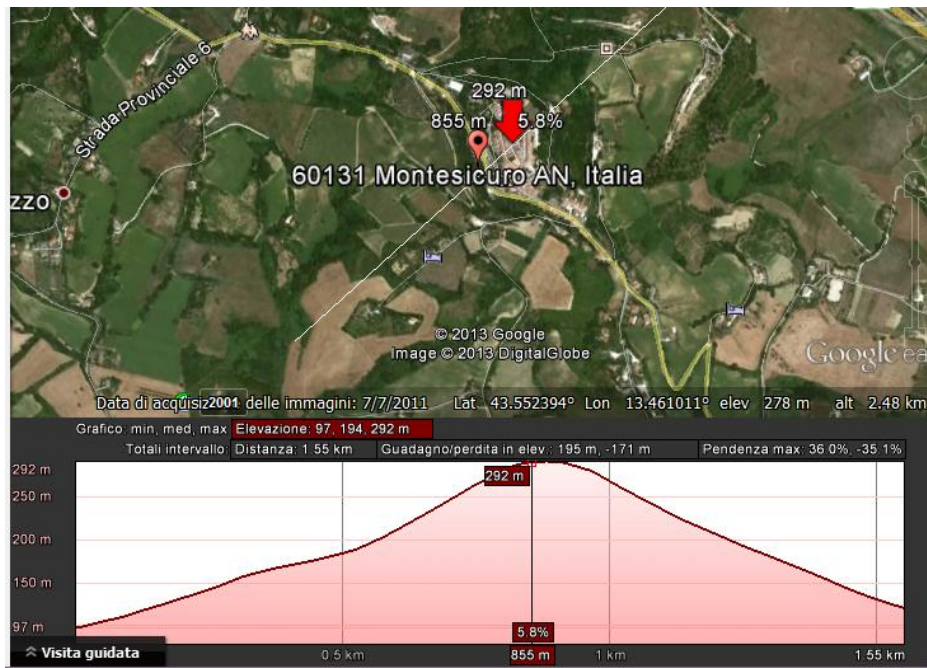 Strada Provinciale 6
292 m
855 m 5.8%
60131 Montesicuro AN, Italia
zzo
© 2013 Google
Image © 2013 DigitalGlobe
Google ea
2001
Data di acquisiz delle immagini: 7/7/2011 Lat 43.552394° Lon 13.461011° elev 278 m alt 2.48 km
Grafico: min, med, max Elevazione: 97, 194, 292 m
Totali intervallo: Distanza: 1.55 km Guadagno/perdita in elev.: 195 m, -171 m Pendenza max: 36.0%, -35.1%
292 m
292 m
250 m
200 m
150 m
97 m
5.8%
Visita guidata
0.5 km
855 m
1 km
1.55 km